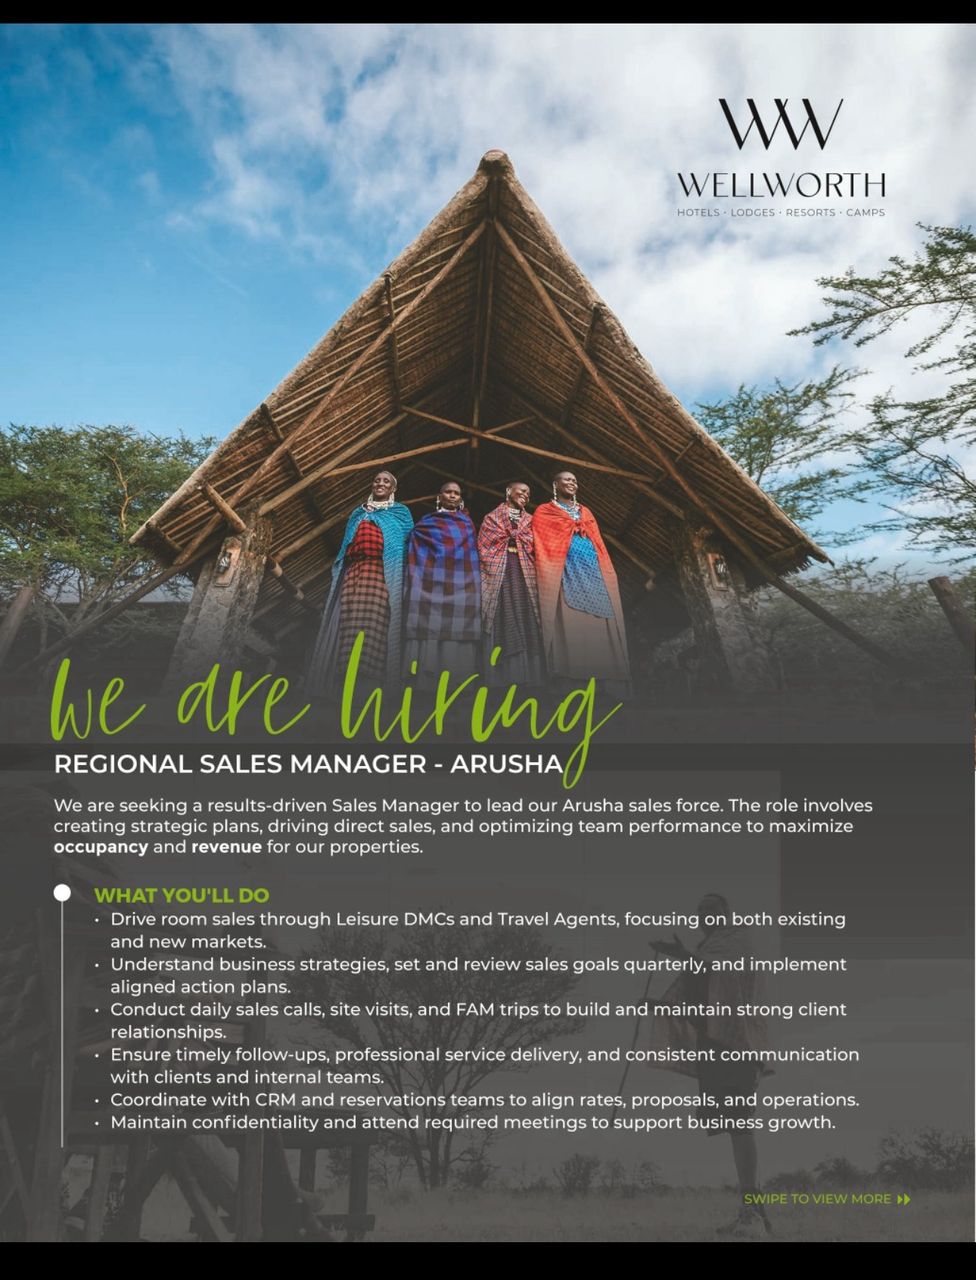 WW
WELLWORTH
HOTELS · LODGES · RESORTS · CAMPS
we are hiring
REGIONAL SALES MANAGER - ARUSHA
We are seeking a results-driven Sales Manager to lead our Arusha sales force. The role involves
creating strategic plans, driving direct sales, and optimizing team performance to maximize
occupancy and revenue for our properties.
WHAT YOU'LL DO
• Drive room sales through Leisure DMCs and Travel Agents, focusing on both existing
and new markets.
• Understand business strategies, set and review sales goals quarterly, and implement
aligned action plans.
• Conduct daily sales calls, site visits, and FAM trips to build and maintain strong client
relationships.
• Ensure timely follow-ups, professional service delivery, and consistent communication
with clients and internal teams.
• Coordinate with CRM and reservations teams to align rates, proposals, and operations.
• Maintain confidentiality and attend required meetings to support business growth.
SWIPE TO VIEW MORE